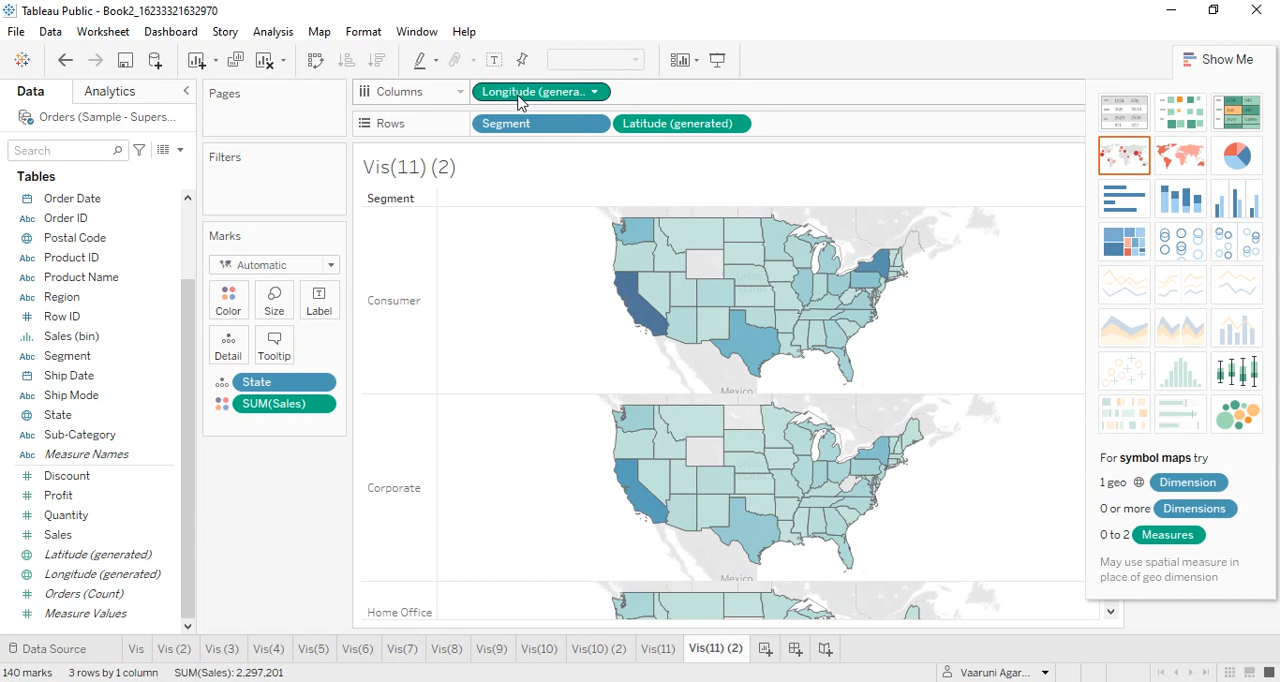 Tableau Public - Book2_16233321632970
File Data Worksheet Dashboard Story Analysis Map Format Window Help
Show Me
Data Analytics
Orders (Sample - Supers...
Search
Tables
Order Date
Abc Order ID
Postal Code
Abc Product ID
Abc Product Name
Abc Region
# Row ID
Sales (bin)
Abc Segment
Ship Date
Abc Ship Mode
State
Abc Sub-Category
Abc Measure Names
# Discount
# Profit
# Quantity
# Sales
Latitude (generated)
Longitude (generated)
# Orders (Count)
# Measure Values
Pages
Filters
Marks
Automatic
Color Size Label
Detail Tooltip
State
SUM(Sales)
Columns Longitude (genera..
Rows Segment Latitude (generated)
Vis(11) (2)
Segment
Consumer
Mexico
Corporate
Mexico
Home Office
For symbol maps try
1 geo Dimension
0 or more Dimensions
0 to 2 Measures
May use spatial measure in
place of geo dimension
Data Source Vis Vis (2) Vis (3) Vis(4) Vis(5) Vis(6) Vis(7) Vis(8) Vis(9) Vis(10) Vis(10) (2) Vis(11) Vis(11) (2)
140 marks 3 rows by 1 column SUM(Sales): 2,297,201 Vaaruni Agar...